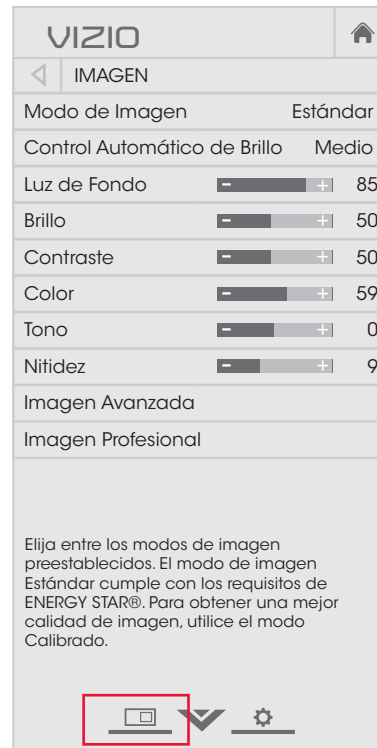 VIZIO
IMAGEN
Modo de Imagen Estándar
Control Automático de Brillo Medio
Luz de Fondo - + 85
Brillo - + 50
Contraste - + 50
Color - + 59
Tono - + 0
Nitidez - + 9
Imagen Avanzada
Imagen Profesional
Elija entre los modos de imagen
preestablecidos. El modo de imagen
Estándar cumple con los requisitos de
ENERGY STAR®. Para obtener una mejor
calidad de imagen, utilice el modo
Calibrado.